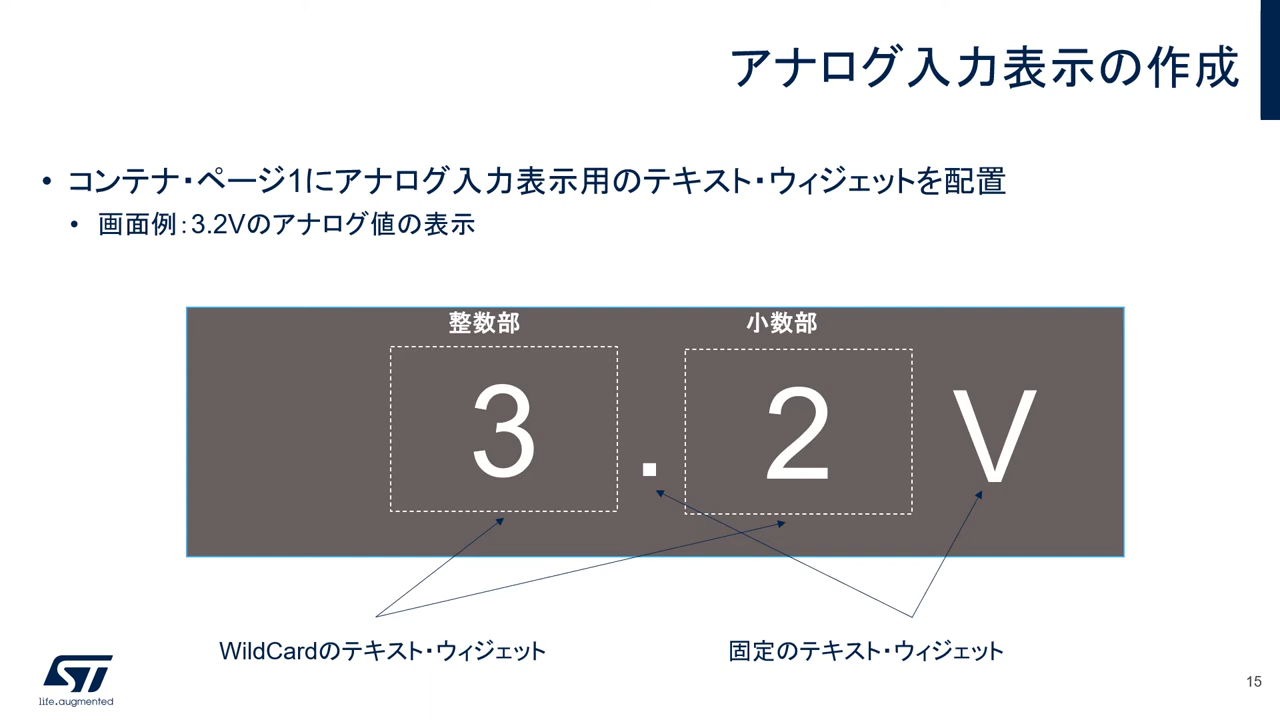 アナログ入力表示の作成
• コンテナ・ページ1にアナログ入力表示用のテキスト・ウィジェットを配置
• 画面例：3.2Vのアナログ値の表示
整数部 小数部
3 . 2 V
WildCardのテキスト・ウィジェット 固定のテキスト・ウィジェット
ST
life.augmented
15